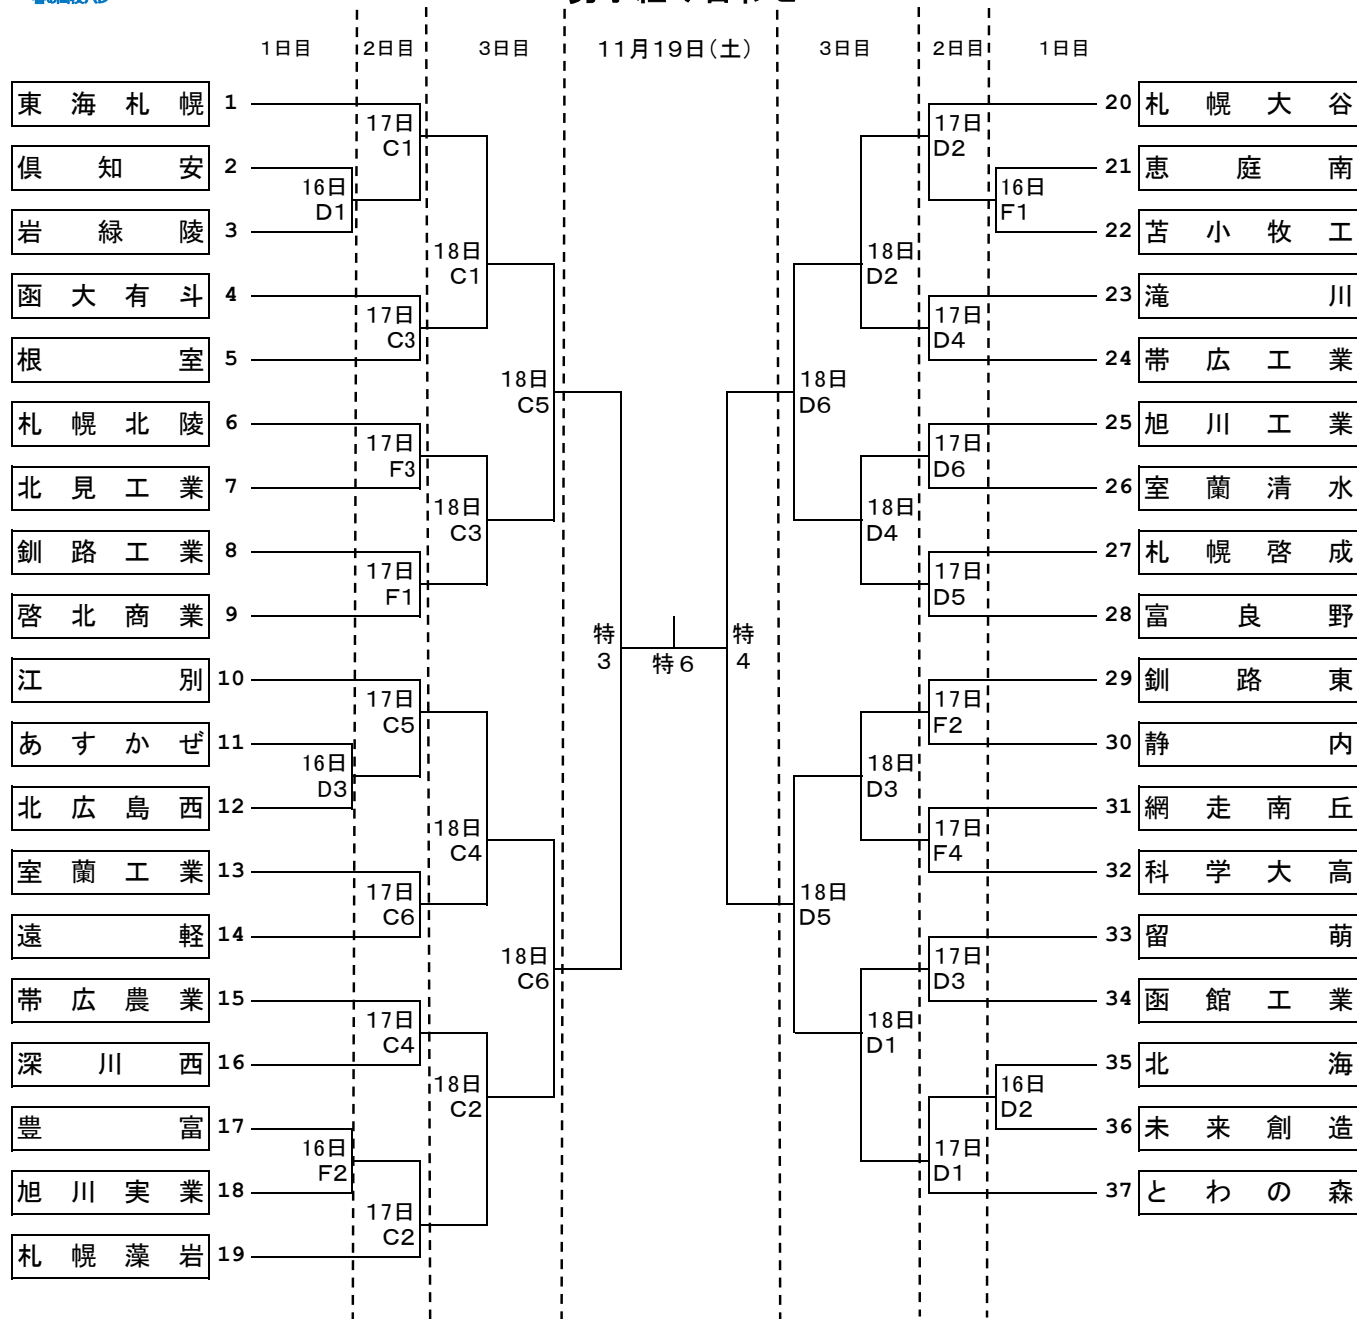 1日目 2日目 3日目 11月19日(土) 3日目 2日目 1日目
東海札幌 1
倶知安 2
岩緑陵 3
函大有斗 4
根室 5
札幌北陵 6
北見工業 7
釧路工業 8
啓北商業 9
江別 10
あすかぜ 11
北広島西 12
室蘭工業 13
遠軽 14
帯広農業 15
深川西 16
豊富 17
旭川実業 18
札幌藻岩 19
16日
D1
16日
D3
16日
F2
17日
C1
17日
C3
17日
F3
17日
F1
17日
C5
17日
C6
17日
C4
17日
C2
18日
C1
18日
C3
18日
C4
18日
C2
18日
C5
18日
C6
特
3
特6
特
4
18日
D6
18日
D5
18日
D2
18日
D4
18日
D3
18日
D1
17日
D2
17日
D4
17日
D6
17日
D5
17日
F2
17日
F4
17日
D3
17日
D1
16日
F1
16日
D2
20 札幌大谷
21 恵庭南
22 苫小牧工
23 滝川
24 帯広工業
25 旭川工業
26 室蘭清水
27 札幌啓成
28 富良野
29 釧路東
30 静内
31 網走南丘
32 科学大高
33 留萌
34 函館工業
35 北海
36 未来創造
37 とわの森